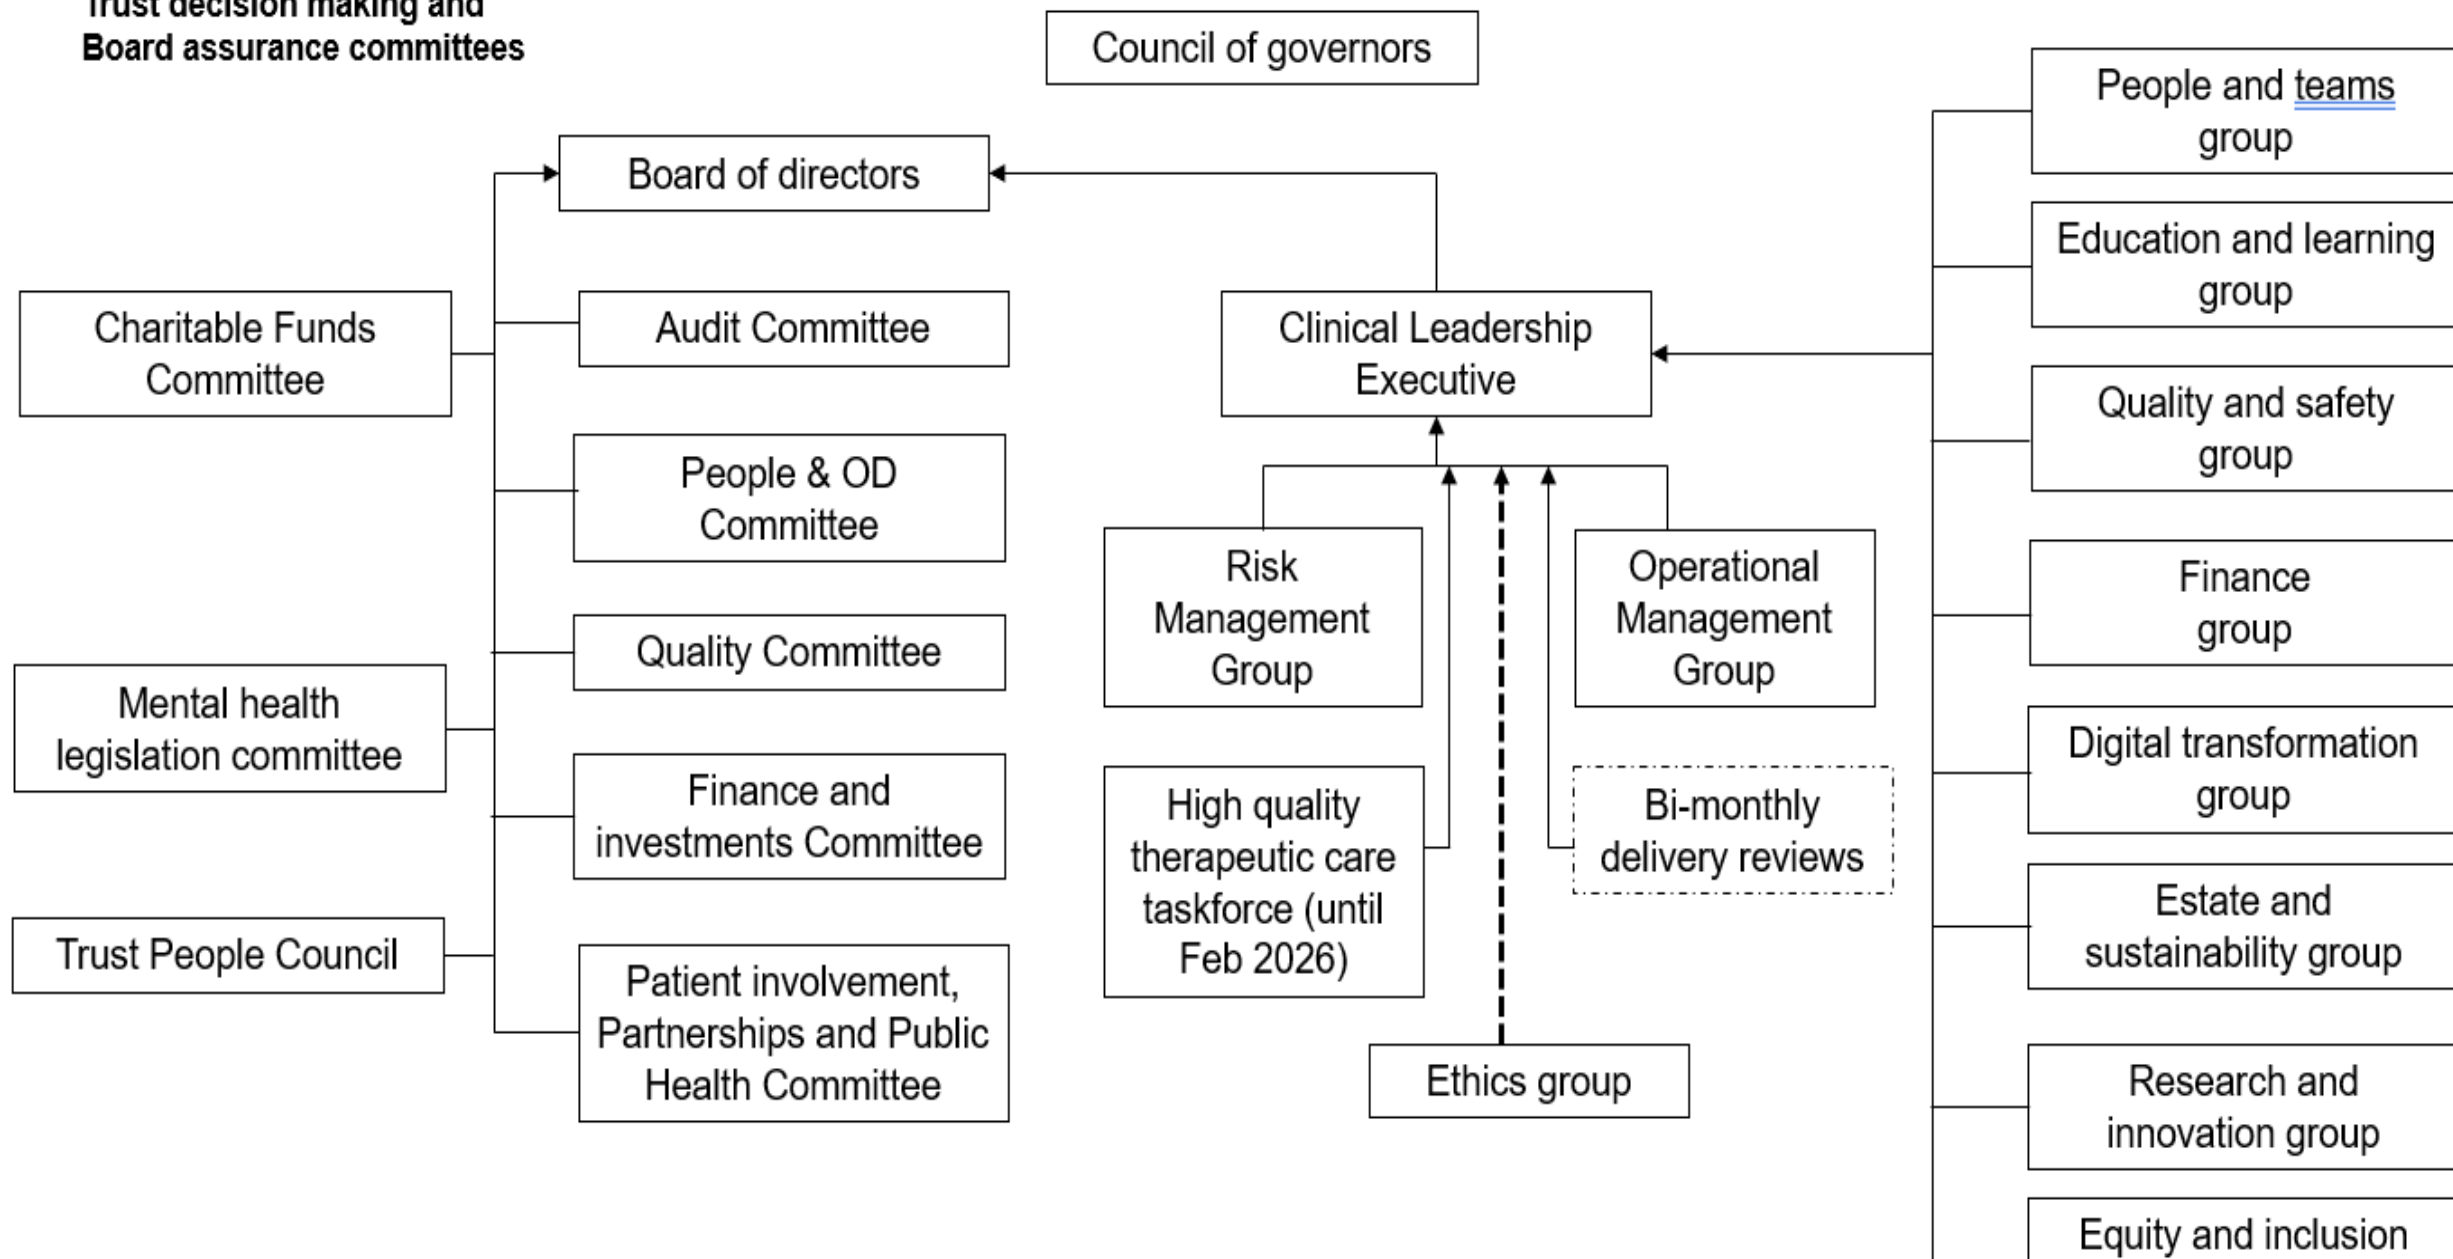 Trust decision making and
Board assurance committees
Council of governors
Board of directors
Charitable Funds
Committee
Audit Committee
People & OD
Committee
Quality Committee
Mental health
legislation committee
Finance and
investments Committee
Trust People Council
Patient involvement,
Partnerships and Public
Health Committee
Clinical Leadership
Executive
Risk
Management
Group
Operational
Management
Group
High quality
therapeutic care
taskforce (until
Feb 2026)
Bi-monthly
delivery reviews
Ethics group
People and teams
group
Education and learning
group
Quality and safety
group
Finance
group
Digital transformation
group
Estate and
sustainability group
Research and
innovation group
Equity and inclusion